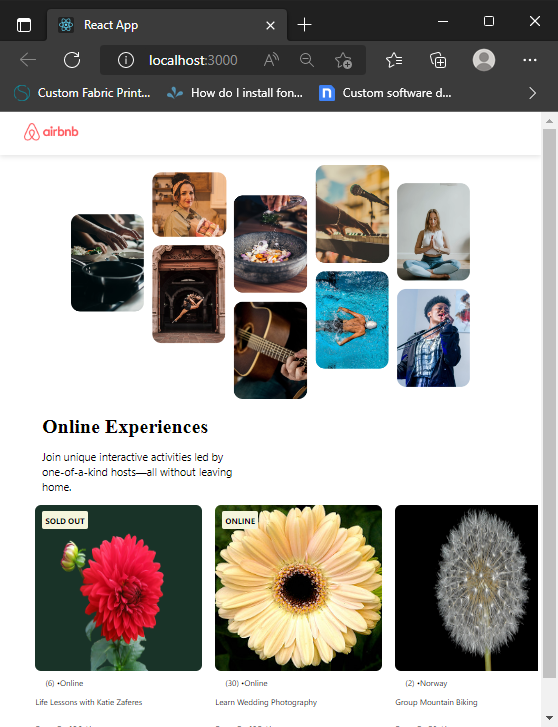 React App
localhost:3000
Custom Fabric Print... How do I install fon... Custom software d...
airbnb
Online Experiences
Join unique interactive activities led by
one-of-a-kind hosts—all without leaving
home.
SOLD OUT
ONLINE
(6) •Online
(30) •Online
(2) •Norway
Life Lessons with Katie Zaferes
Learn Wedding Photography
Group Mountain Biking